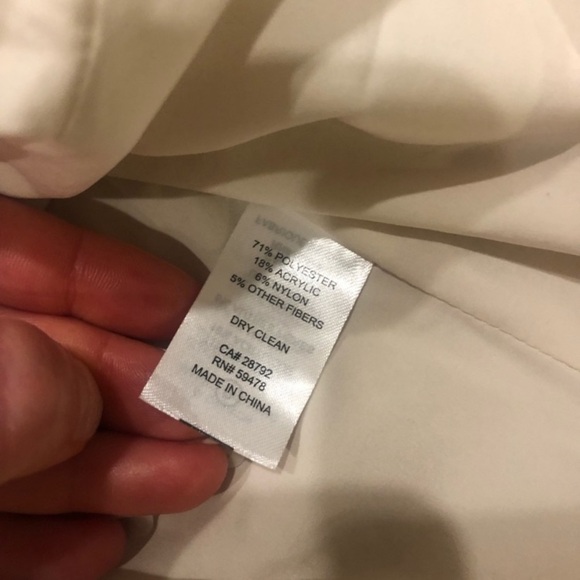 71% POLYESTER
18% ACRYLIC
6% NYLON
5% OTHER FIBERS
DRY CLEAN
CA# 28792
RN# 59478
MADE IN CHINA